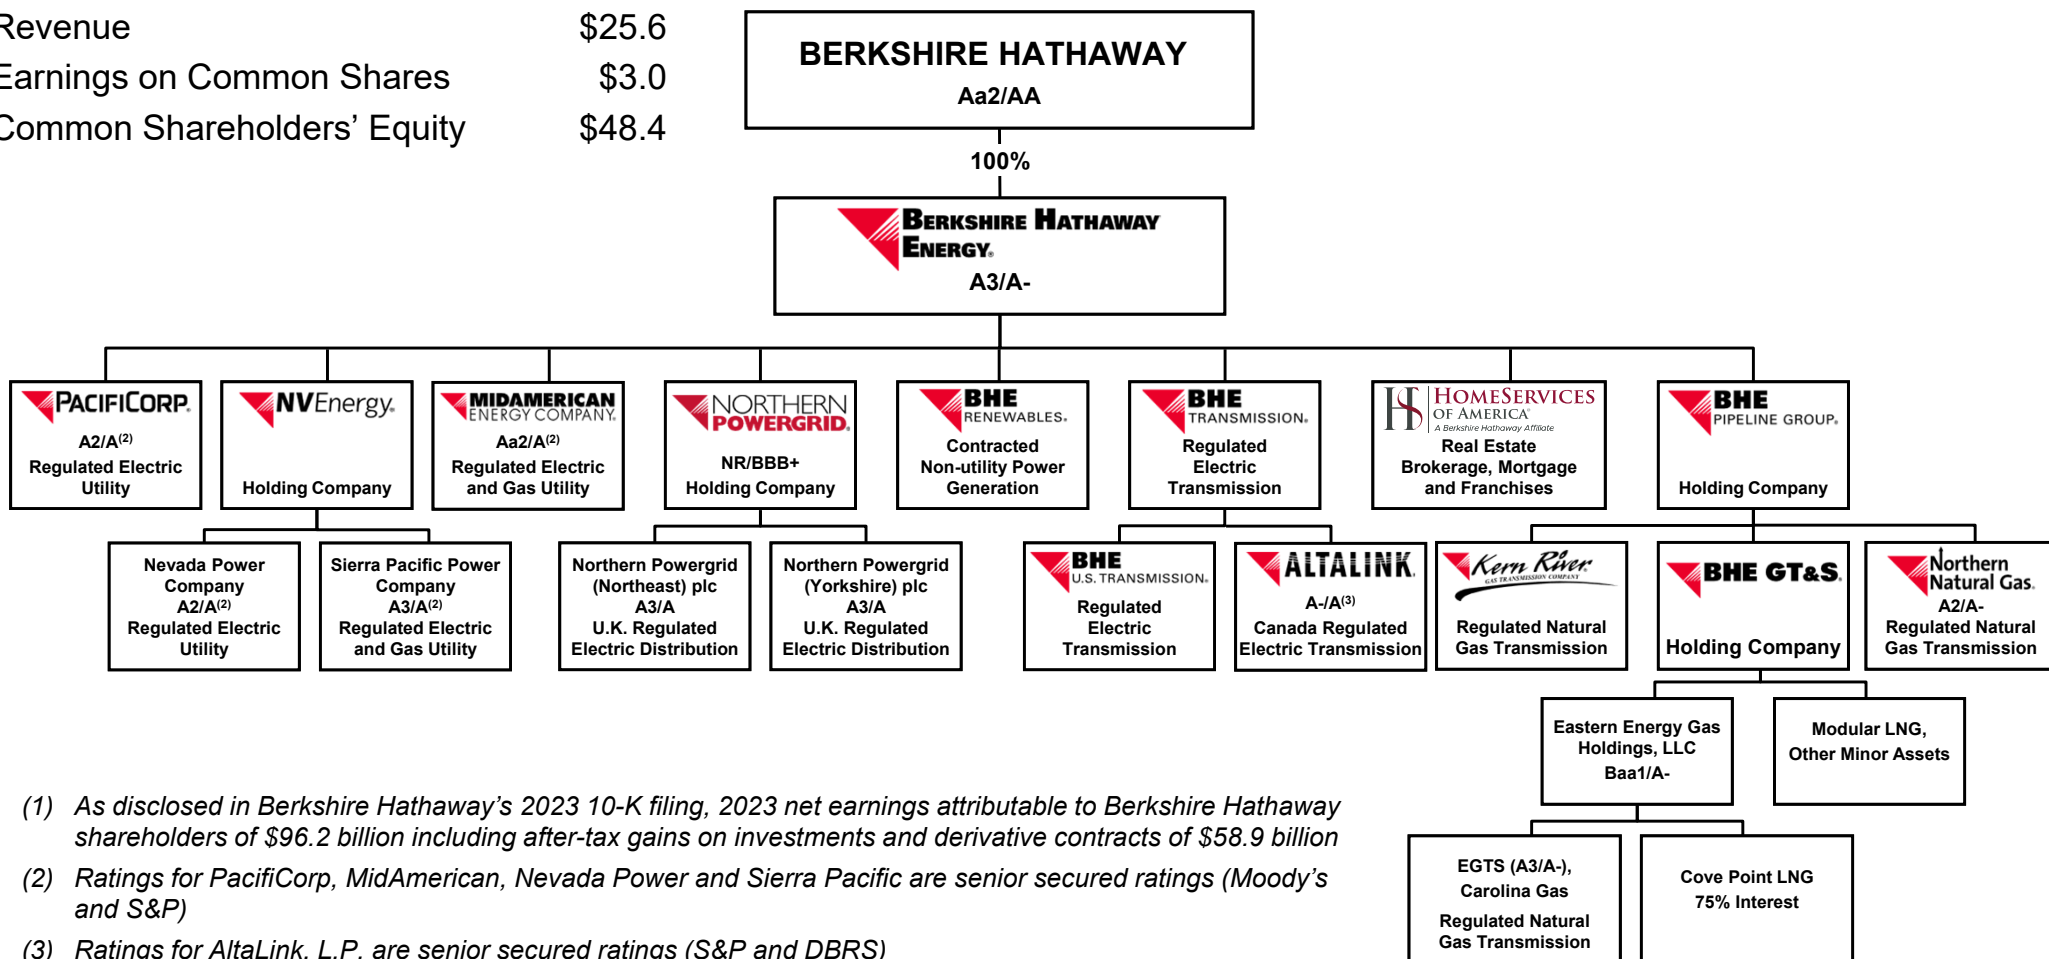 Revenue $25.6
Earnings on Common Shares $3.0
Common Shareholders' Equity $48.4
BERKSHIRE HATHAWAY
Aa2/AA
100%
BERKSHIRE HATHAWAY
ENERGY®
A3/A-
PACIFICORP®
A2/A(2)
Regulated Electric
Utility
NVEnergy®
Holding Company
MIDAMERICAN
ENERGY COMPANY®
Aa2/A(2)
Regulated Electric
and Gas Utility
NORTHERN
POWERGRID®
NR/BBB+
Holding Company
BHE
RENEWABLES®
Contracted
Non-utility Power
Generation
BHE
TRANSMISSION®
Regulated
Electric
Transmission
HS
HOMESERVICES
OF AMERICA®
A Berkshire Hathaway Affiliate
Real Estate
Brokerage, Mortgage
and Franchises
BHE
PIPELINE GROUP®
Holding Company
Nevada Power
Company
A2/A(2)
Regulated Electric
Utility
Sierra Pacific Power
Company
A3/A(2)
Regulated Electric
and Gas Utility
Northern Powergrid
(Northeast) plc
A3/A
U.K. Regulated
Electric Distribution
Northern Powergrid
(Yorkshire) plc
A3/A
U.K. Regulated
Electric Distribution
BHE
U.S. TRANSMISSION®
Regulated
Electric
Transmission
ALTALINK®
A-/A(3)
Canada Regulated
Electric Transmission
Kern River®
GAS TRANSMISSION COMPANY
Regulated Natural
Gas Transmission
BHE GT&S®
Holding Company
Northern
Natural Gas®
A2/A-
Regulated Natural
Gas Transmission
Eastern Energy Gas
Holdings, LLC
Baa1/A-
Modular LNG,
Other Minor Assets
EGTS (A3/A-),
Carolina Gas
Regulated Natural
Gas Transmission
Cove Point LNG
75% Interest
(1) As disclosed in Berkshire Hathaway's 2023 10-K filing, 2023 net earnings attributable to Berkshire Hathaway
shareholders of $96.2 billion including after-tax gains on investments and derivative contracts of $58.9 billion
(2) Ratings for PacifiCorp, MidAmerican, Nevada Power and Sierra Pacific are senior secured ratings (Moody's
and S&P)
(3) Ratings for AltaLink, L.P. are senior secured ratings (S&P and DBRS)